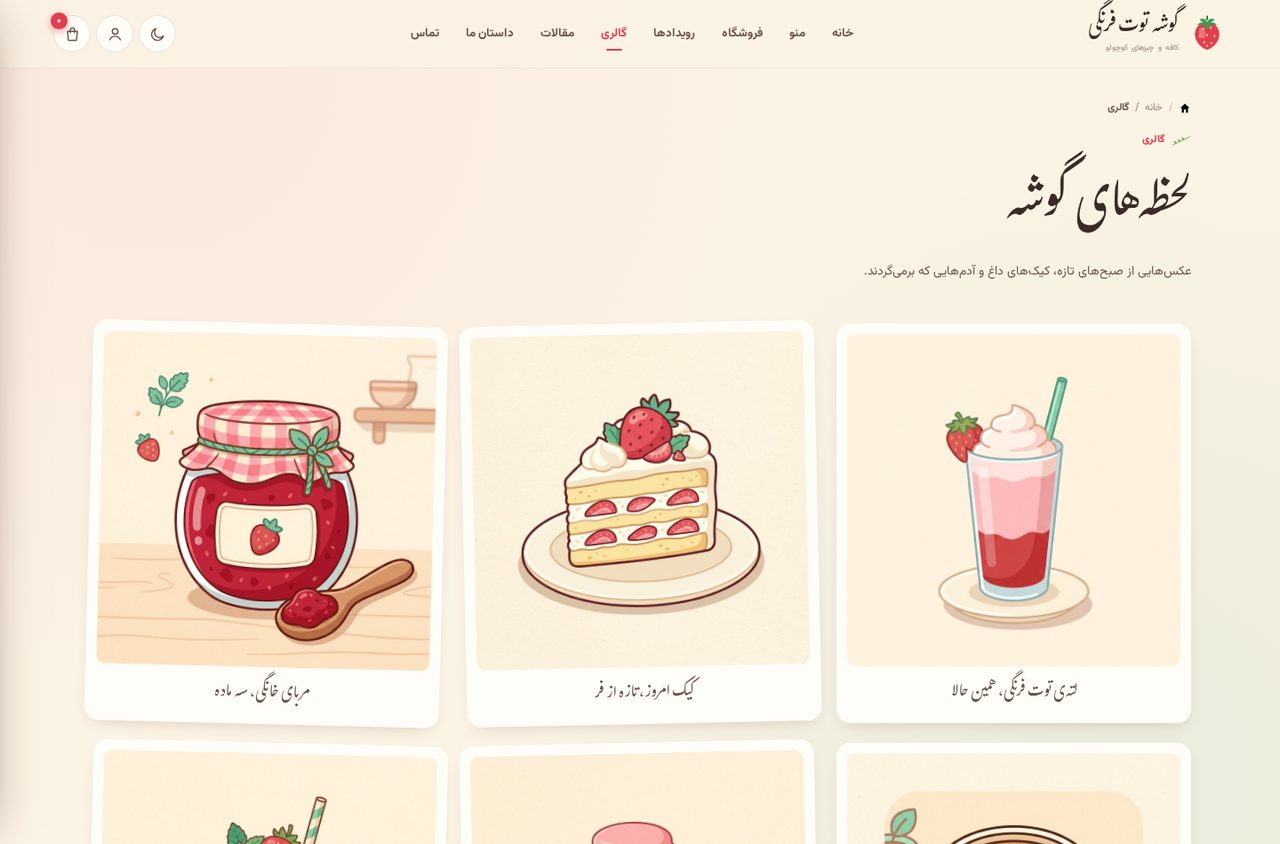 گوشه توت فرنگی
کافه و چیزهای کوچولو
خانه
منو
فروشگاه
رویدادها
گالری
مقالات
داستان ما
تماس
۰
/ خانه / گالری
گالری
لحظه‌های گوشه
عکس‌هایی از صبح‌های تازه، کیک‌های داغ و آدم‌هایی که برمی‌گردند.
لته‌ی توت فرنگی، همین حالا
کیک امروز، تازه از فر
مربای خانگی، سه ماده